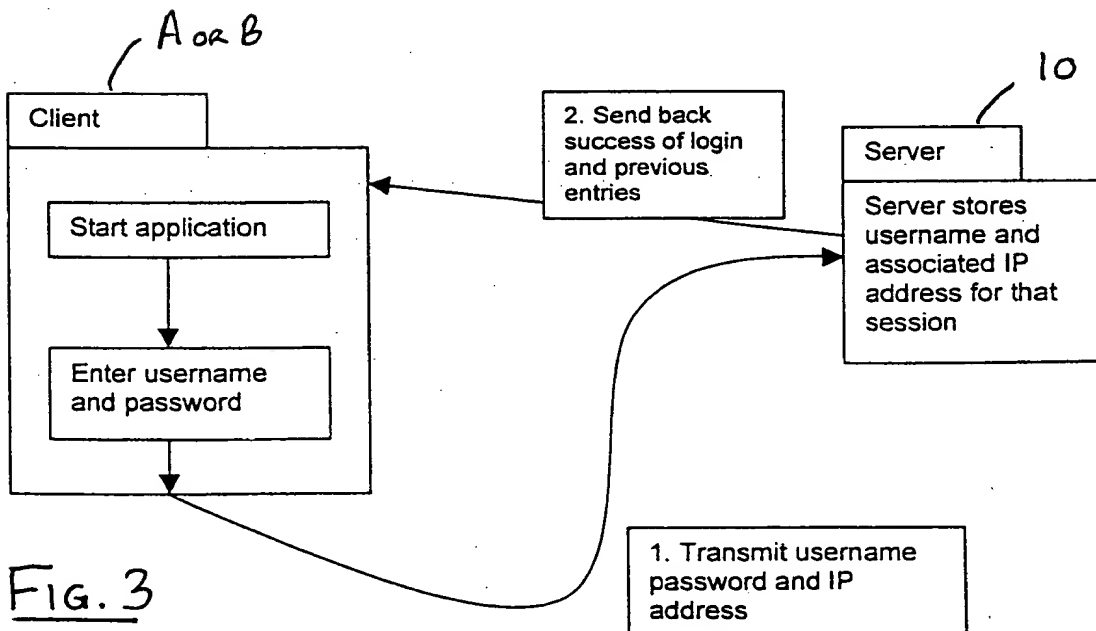 A or B
Client
Start application
Enter username
and password
2. Send back
success of login
and previous
entries
10
Server
Server stores
username and
associated IP
address for that
session
1. Transmit username
password and IP
address
FIG. 3